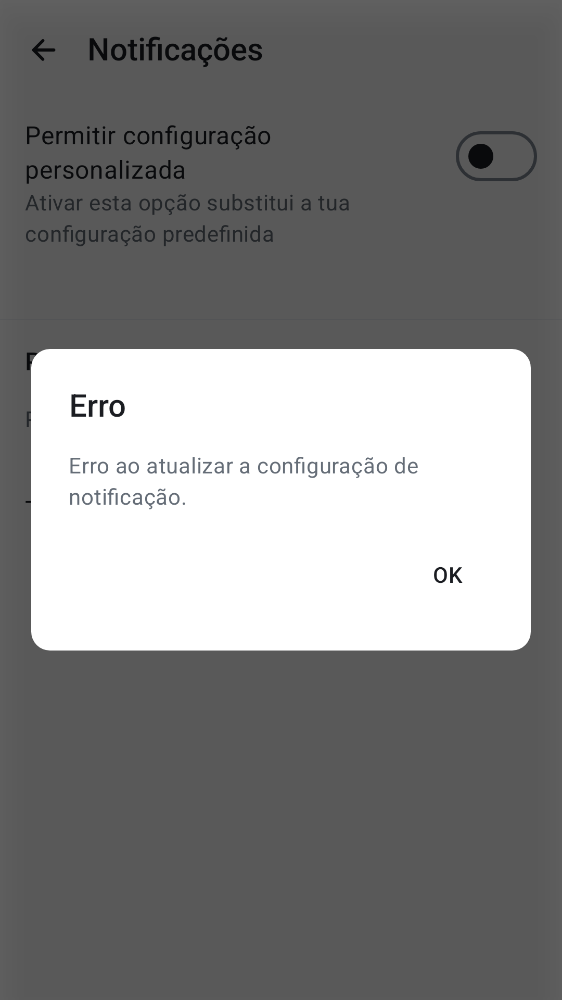 Notificações
Permitir configuração
personalizada
Ativar esta opção substitui a tua
configuração predefinida
Erro
Erro ao atualizar a configuração de
notificação.
OK